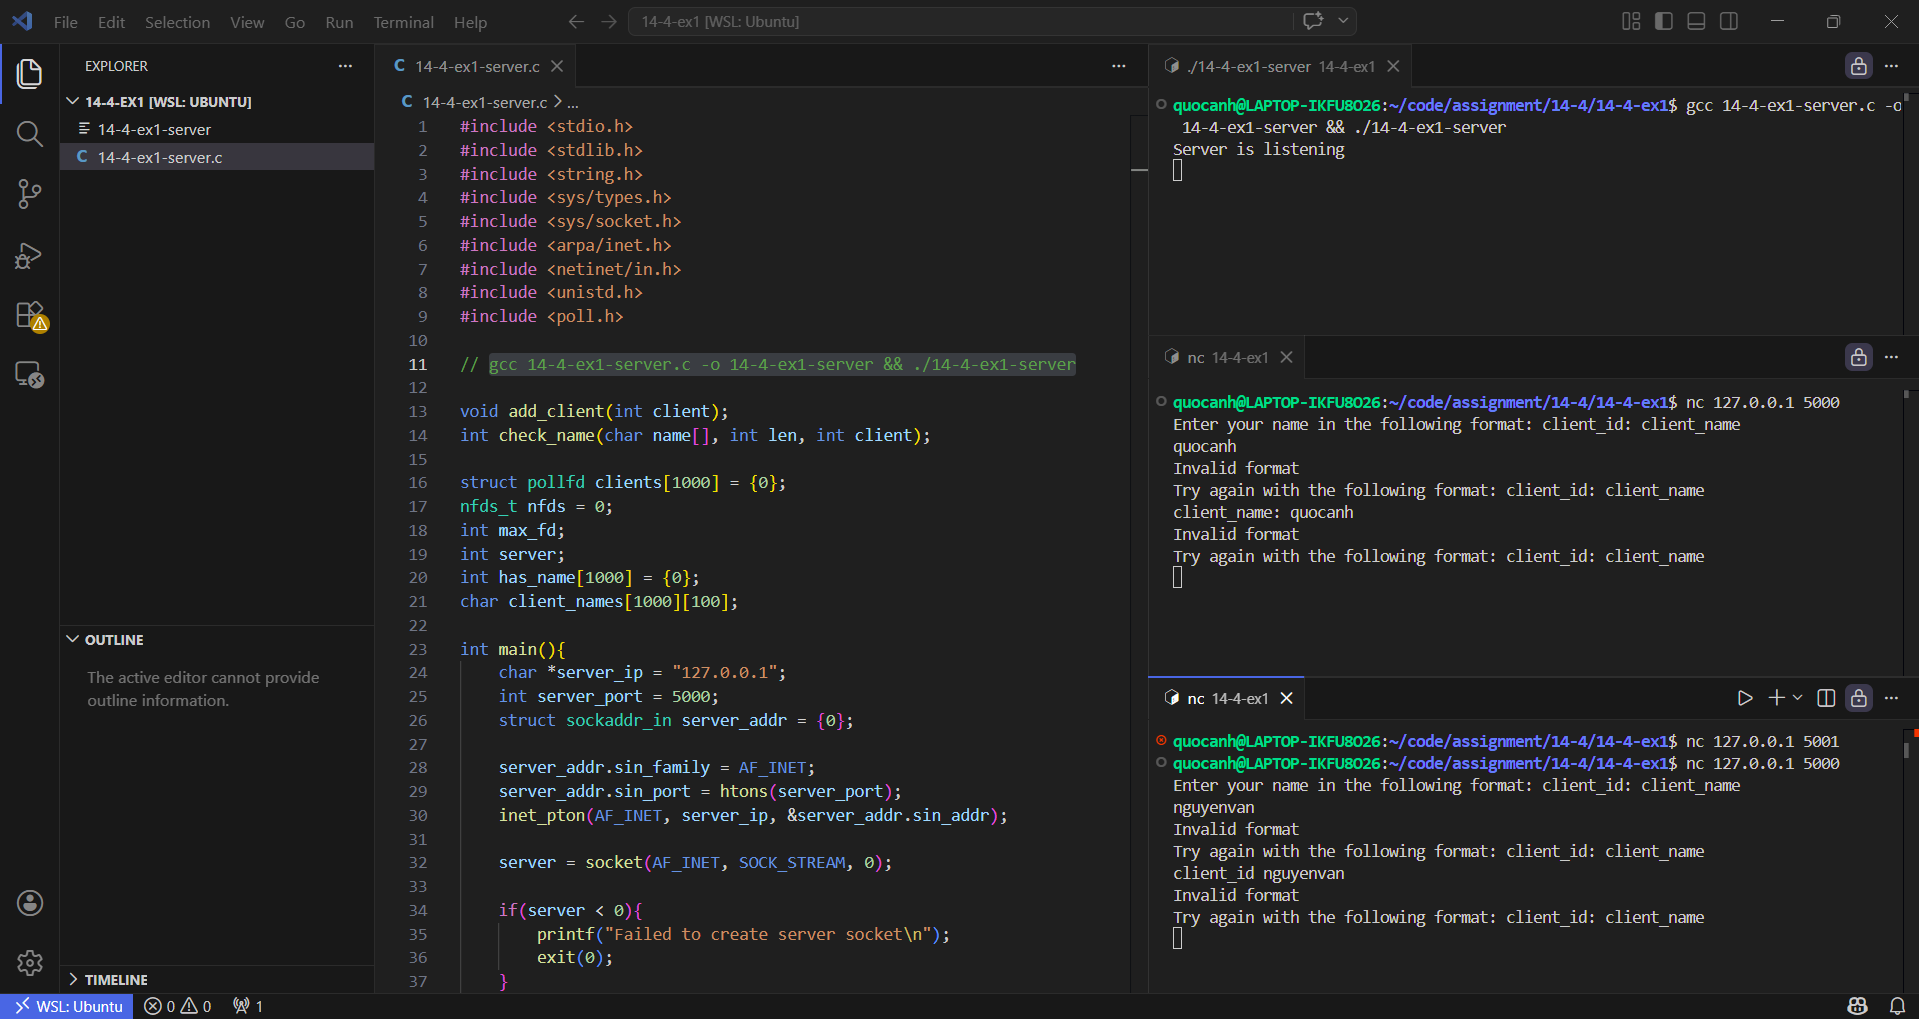 File Edit Selection View Go Run Terminal Help
14-4-ex1 [WSL: Ubuntu]
EXPLORER
14-4-EX1 [WSL: UBUNTU]
14-4-ex1-server
C 14-4-ex1-server.c
OUTLINE
The active editor cannot provide
outline information.
TIMELINE
C 14-4-ex1-server.c
C 14-4-ex1-server.c > ...
1 #include <stdio.h>
2 #include <stdlib.h>
3 #include <string.h>
4 #include <sys/types.h>
5 #include <sys/socket.h>
6 #include <arpa/inet.h>
7 #include <netinet/in.h>
8 #include <unistd.h>
9 #include <poll.h>
10
11 // gcc 14-4-ex1-server.c -o 14-4-ex1-server && ./14-4-ex1-server
12
13 void add_client(int client);
14 int check_name(char name[], int len, int client);
15
16 struct pollfd clients[1000] = {0};
17 nfds_t nfds = 0;
18 int max_fd;
19 int server;
20 int has_name[1000] = {0};
21 char client_names[1000][100];
22
23 int main(){
24 char *server_ip = "127.0.0.1";
25 int server_port = 5000;
26 struct sockaddr_in server_addr = {0};
27
28 server_addr.sin_family = AF_INET;
29 server_addr.sin_port = htons(server_port);
30 inet_pton(AF_INET, server_ip, &server_addr.sin_addr);
31
32 server = socket(AF_INET, SOCK_STREAM, 0);
33
34 if(server < 0){
35 printf("Failed to create server socket\n");
36 exit(0);
37 }
./14-4-ex1-server 14-4-ex1
quocanh@LAPTOP-IKFU8O26:~/code/assignment/14-4/14-4-ex1$ gcc 14-4-ex1-server.c -o
14-4-ex1-server && ./14-4-ex1-server
Server is listening
nc 14-4-ex1
quocanh@LAPTOP-IKFU8O26:~/code/assignment/14-4/14-4-ex1$ nc 127.0.0.1 5000
Enter your name in the following format: client_id: client_name
quocanh
Invalid format
Try again with the following format: client_id: client_name
client_name: quocanh
Invalid format
Try again with the following format: client_id: client_name
nc 14-4-ex1
quocanh@LAPTOP-IKFU8O26:~/code/assignment/14-4/14-4-ex1$ nc 127.0.0.1 5001
quocanh@LAPTOP-IKFU8O26:~/code/assignment/14-4/14-4-ex1$ nc 127.0.0.1 5000
Enter your name in the following format: client_id: client_name
nguyenvan
Invalid format
Try again with the following format: client_id: client_name
client_id nguyenvan
Invalid format
Try again with the following format: client_id: client_name
WSL: Ubuntu 0 0 1